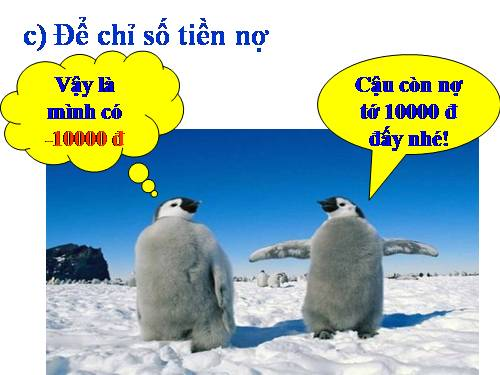 c) Để chỉ số tiền nợ
Vậy là
mình có
-10000 đ
Cậu còn nợ
tớ 10000 đ
đấy nhé!